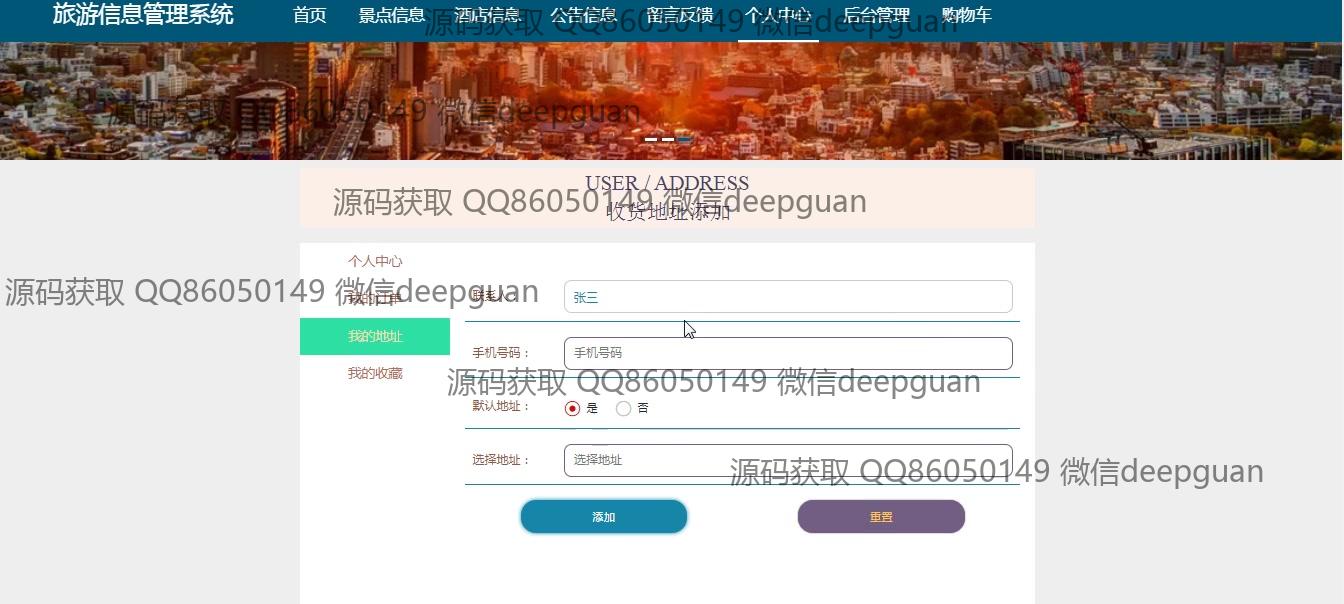 旅游信息管理系统 首页 景点信息 酒店信息 公告信息 留言反馈 个人中心 后台管理 购物车
源码获取 QQ86050149 微信deepguan
源码获取 QQ86050149 微信deepguan
USER / ADDRESS
源码获取 QQ86050149 微信deepguan
收货地址添加
个人中心
源码获取 QQ86050149 微信deepguan
我的订单
联系人: 张三
我的地址
手机号码: 手机号码
我的收藏
源码获取 QQ86050149 微信deepguan
默认地址: 是 否
选择地址: 选择地址
源码获取 QQ86050149 微信deepguan
添加 重置